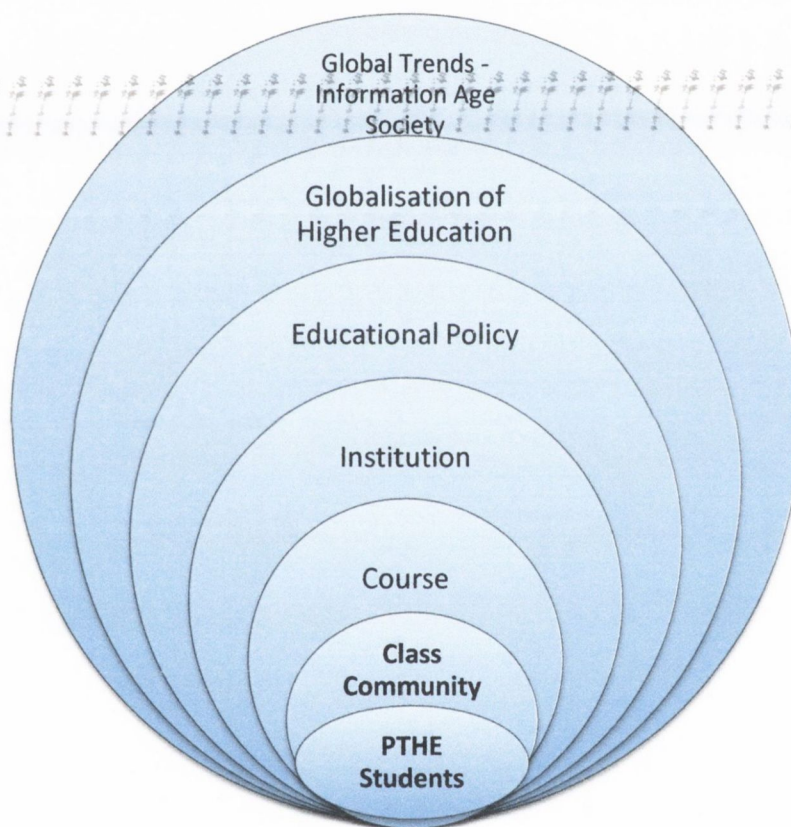 Global Trends -
Information Age
Society
Globalisation of
Higher Education
Educational Policy
Institution
Course
Class
Community
PTHE
Students